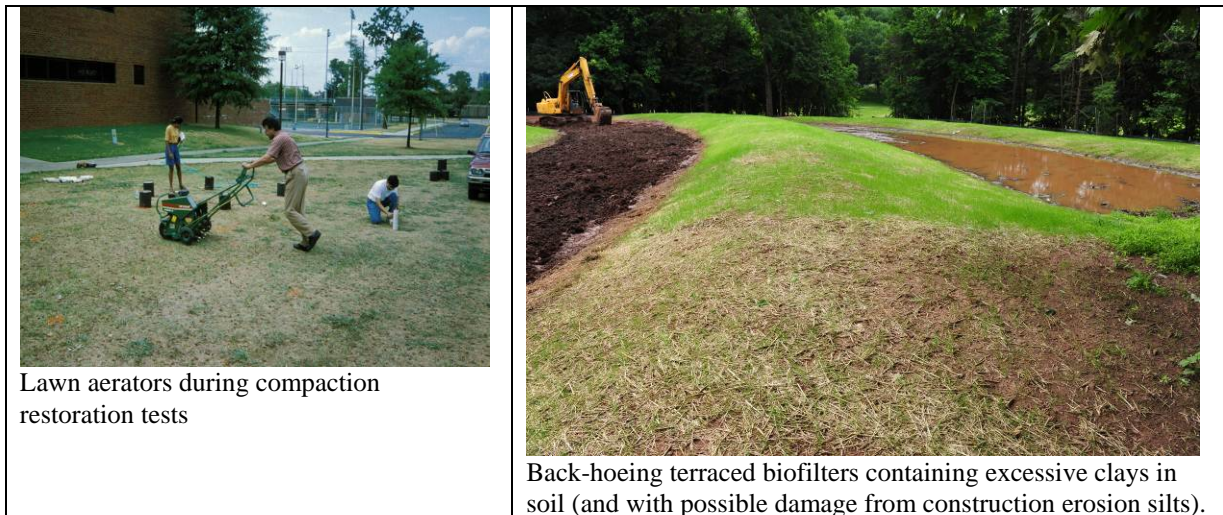 Lawn aerators during compaction
restoration tests
Back-hoeing terraced biofilters containing excessive clays in
soil (and with possible damage from construction erosion silts).